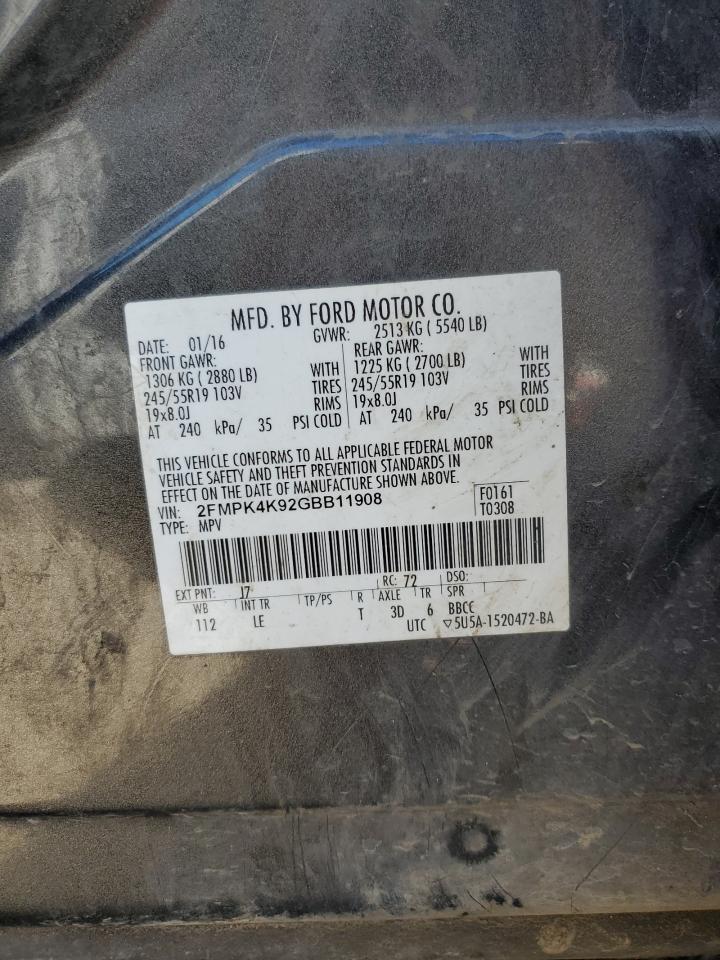 MFD. BY FORD MOTOR CO.
DATE: 01/16 GVWR: 2513 KG ( 5540 LB)
FRONT GAWR: REAR GAWR:
1306 KG ( 2880 LB) WITH 1225 KG ( 2700 LB) WITH
245/55R19 103V TIRES 245/55R19 103V TIRES
19x8.0J RIMS 19x8.0J RIMS
AT 240 kPa/ 35 PSI COLD AT 240 kPa/ 35 PSI COLD
THIS VEHICLE CONFORMS TO ALL APPLICABLE FEDERAL MOTOR
VEHICLE SAFETY AND THEFT PREVENTION STANDARDS IN
EFFECT ON THE DATE OF MANUFACTURE SHOWN ABOVE.
VIN: 2FMPK4K92GBB11908 F0161
TYPE: MPV T0308
EXT PNT: J7 RC: 72 DSO:
WB INT TR TP/PS R AXLE TR SPR
112 LE T 3D 6 BBCC
UTC ▽5U5A-1520472-BA